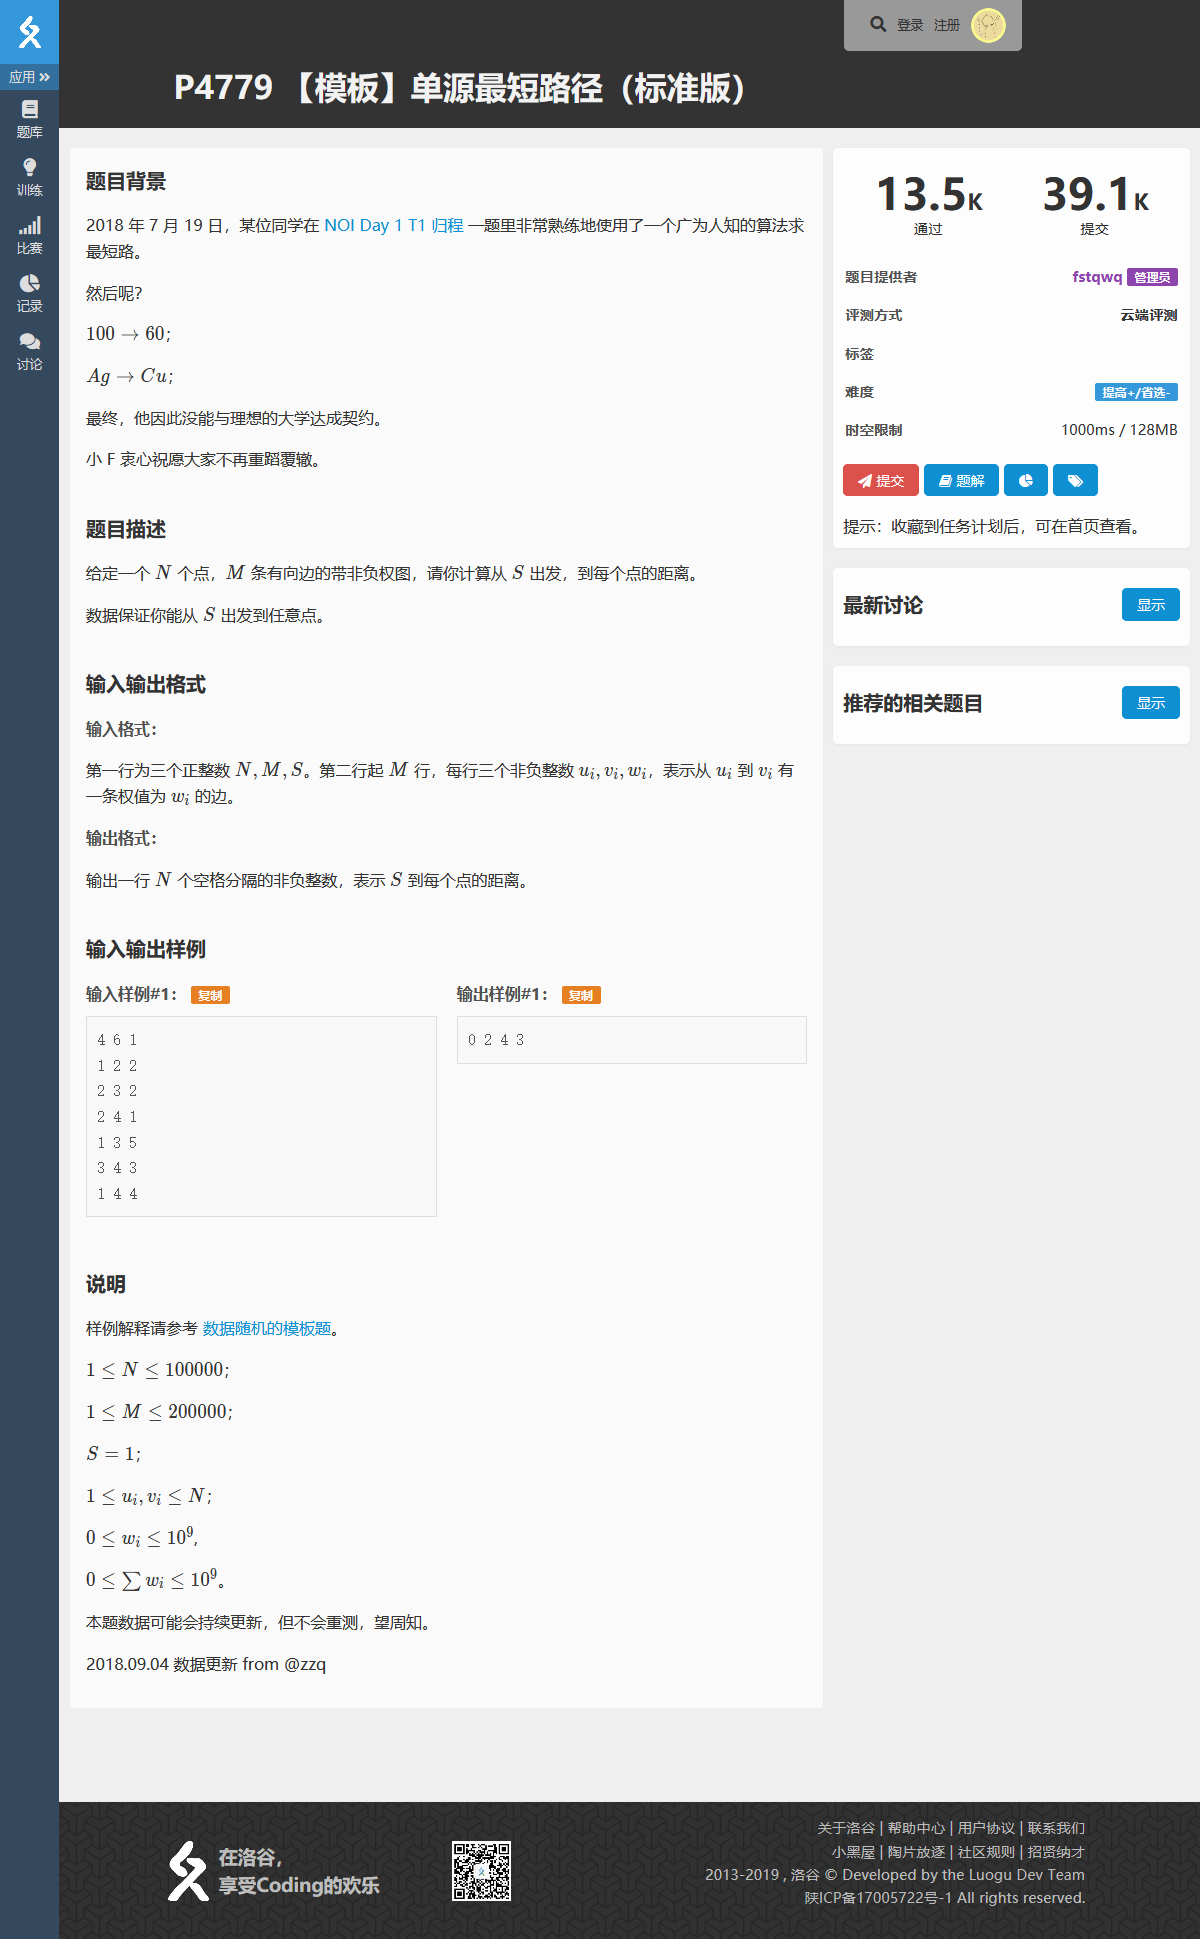 登录 注册
应用
题库
训练
比赛
记录
讨论
P4779 【模板】单源最短路径（标准版）
题目背景
2018 年 7 月 19 日，某位同学在 NOI Day 1 T1 归程 一题里非常熟练地使用了一个广为人知的算法求
最短路。
然后呢？
100 → 60；
Ag → Cu；
最终，他因此没能与理想的大学达成契约。
小 F 衷心祝愿大家不再重蹈覆辙。
题目描述
给定一个 N 个点，M 条有向边的带非负权图，请你计算从 S 出发，到每个点的距离。
数据保证你能从 S 出发到任意点。
输入输出格式
输入格式：
第一行为三个正整数 N, M, S。第二行起 M 行，每行三个非负整数 u_i, v_i, w_i，表示从 u_i 到 v_i 有
一条权值为 w_i 的边。
输出格式：
输出一行 N 个空格分隔的非负整数，表示 S 到每个点的距离。
输入输出样例
输入样例#1： 复制
4 6 1
1 2 2
2 3 2
2 4 1
1 3 5
3 4 3
1 4 4
输出样例#1： 复制
0 2 4 3
说明
样例解释请参考 数据随机的模板题。
1 ≤ N ≤ 100000；
1 ≤ M ≤ 200000；
S = 1；
1 ≤ u_i, v_i ≤ N；
0 ≤ w_i ≤ 10^9,
0 ≤ ∑ w_i ≤ 10^9。
本题数据可能会持续更新，但不会重测，望周知。
2018.09.04 数据更新 from @zzq
13.5K
通过
39.1K
提交
题目提供者 fstqwq 管理员
评测方式 云端评测
标签
难度 提高+/省选-
时空限制 1000ms / 128MB
提交 题解
提示：收藏到任务计划后，可在首页查看。
最新讨论 显示
推荐的相关题目 显示
在洛谷，
享受Coding的欢乐
关于洛谷 | 帮助中心 | 用户协议 | 联系我们
小黑屋 | 陶片放逐 | 社区规则 | 招贤纳才
2013-2019 , 洛谷 © Developed by the Luogu Dev Team
陕ICP备17005722号-1 All rights reserved.